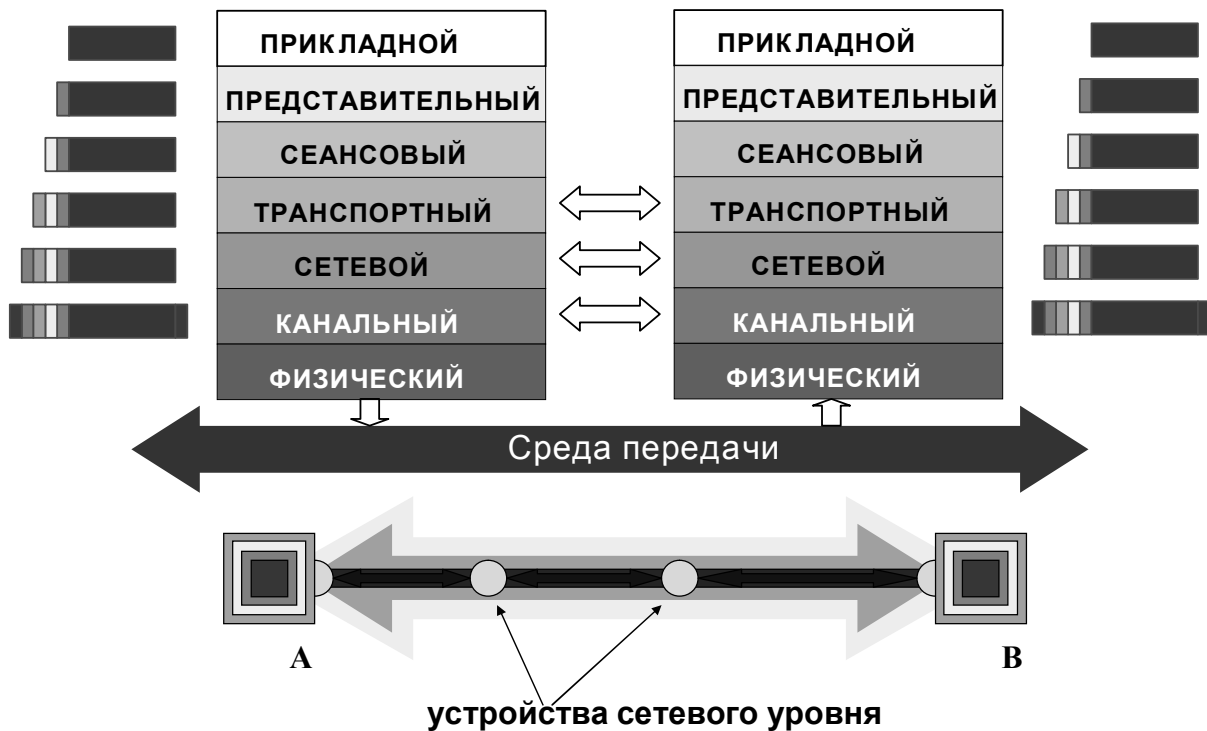 ПРИКЛАДНОЙ
ПРЕДСТАВИТЕЛЬНЫЙ
СЕАНСОВЫЙ
ТРАНСПОРТНЫЙ
СЕТЕВОЙ
КАНАЛЬНЫЙ
ФИЗИЧЕСКИЙ
ПРИКЛАДНОЙ
ПРЕДСТАВИТЕЛЬНЫЙ
СЕАНСОВЫЙ
ТРАНСПОРТНЫЙ
СЕТЕВОЙ
КАНАЛЬНЫЙ
ФИЗИЧЕСКИЙ
Среда передачи
А
В
устройства сетевого уровня